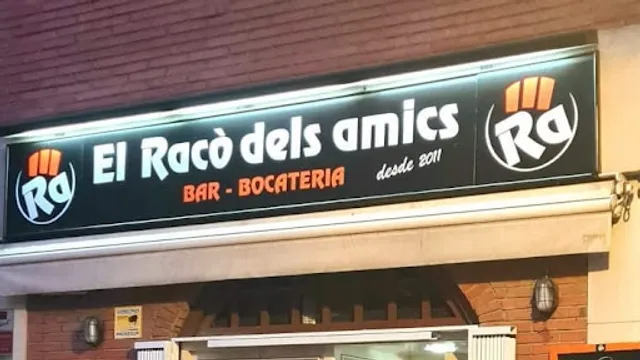 Ra
El Racò dels amics
BAR - BOCATERIA
desde 2011
Ra